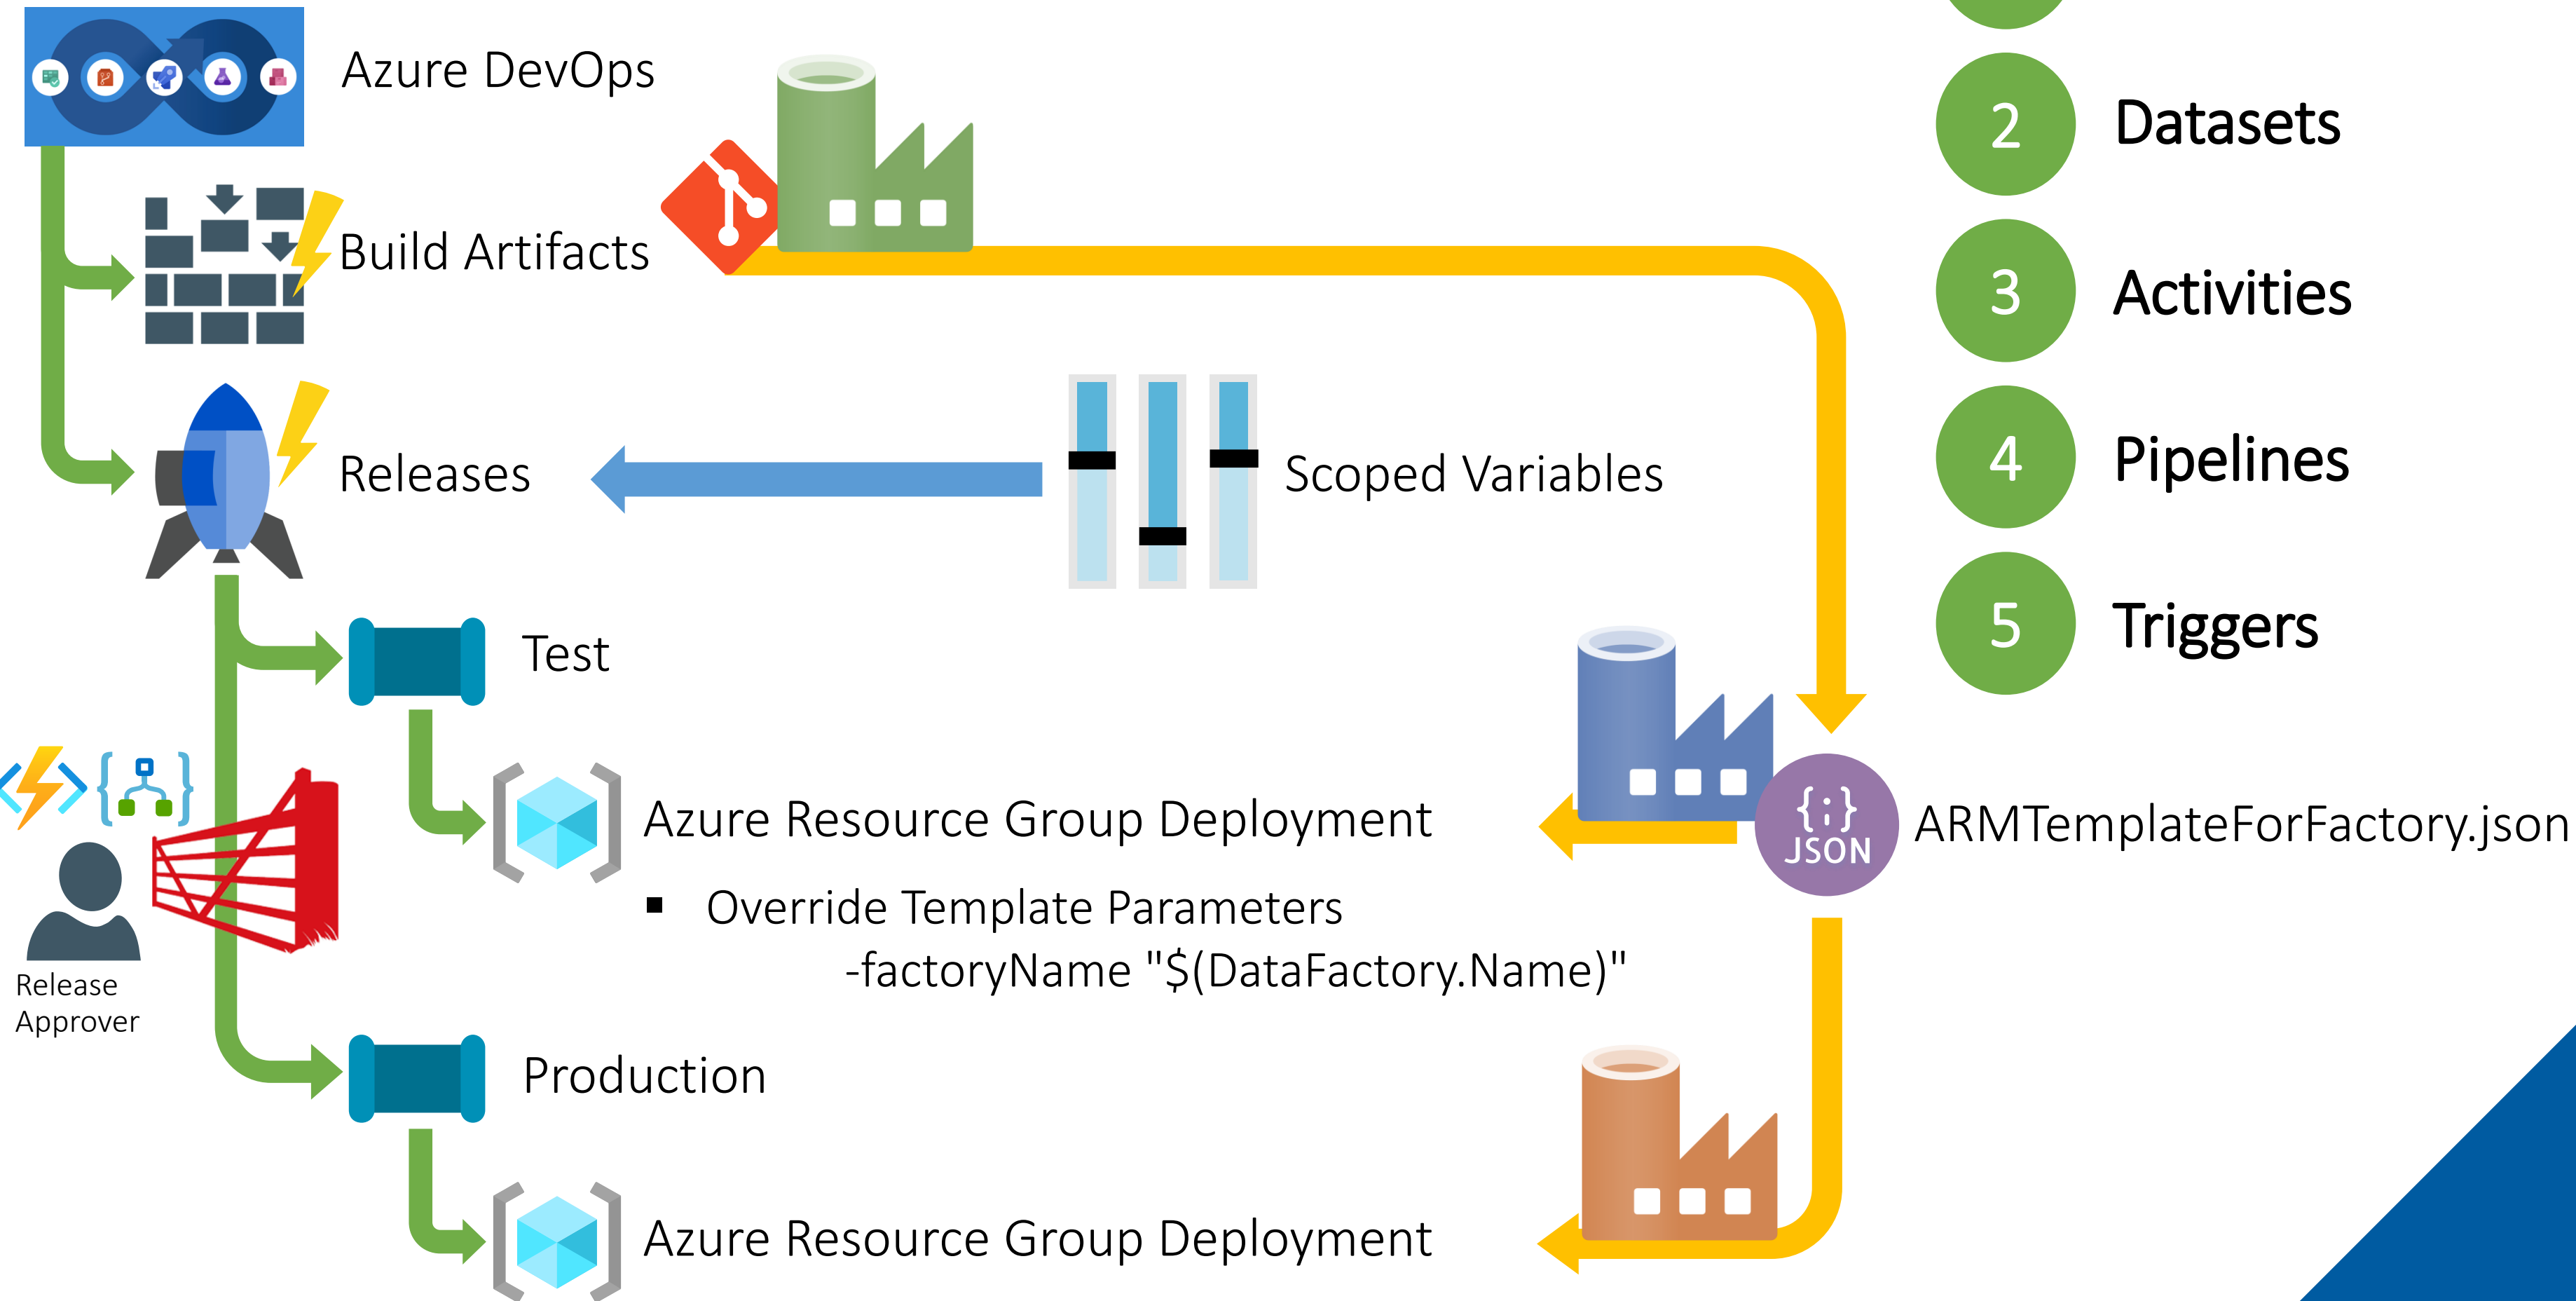 Azure DevOps
Build Artifacts
Releases
Scoped Variables
Test
Azure Resource Group Deployment
▪ Override Template Parameters
-factoryName "$(DataFactory.Name)"
Release
Approver
Production
Azure Resource Group Deployment
{;}
JSON
ARMTemplateForFactory.json
2 Datasets
3 Activities
4 Pipelines
5 Triggers